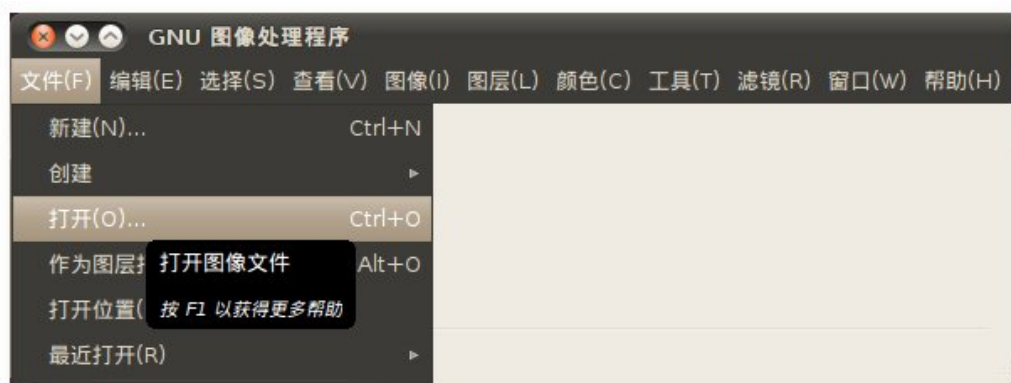 GNU 图像处理程序
文件(F) 编辑(E) 选择(S) 查看(V) 图像(I) 图层(L) 颜色(C) 工具(T) 滤镜(R) 窗口(W) 帮助(H)
新建(N)... Ctrl+N
创建
打开(O)... Ctrl+O
作为图层 Alt+O
打开图像文件
打开位置(
按 F1 以获得更多帮助
最近打开(R)